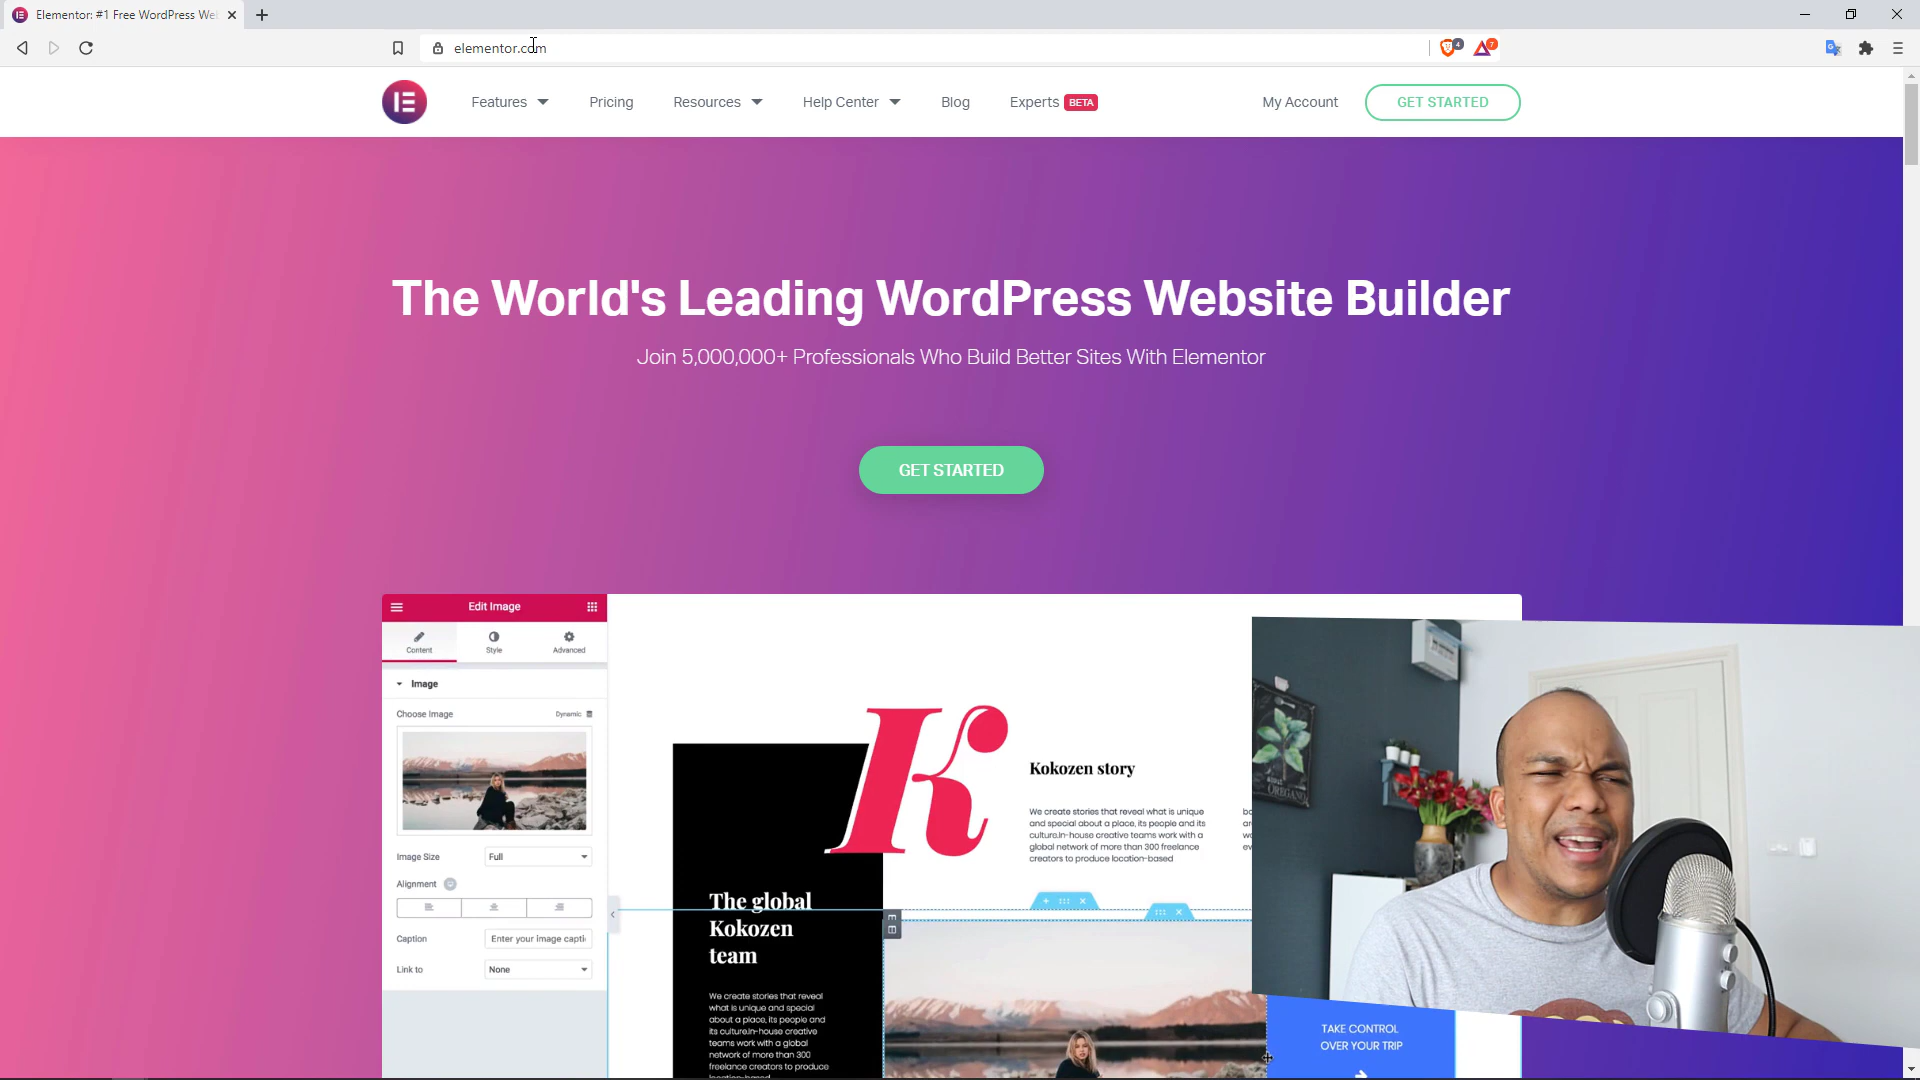 Elementor: #1 Free WordPress We
elementor.com
4
7
Features
Pricing
Resources
Help Center
Blog
Experts BETA
My Account
GET STARTED
The World's Leading WordPress Website Builder
Join 5,000,000+ Professionals Who Build Better Sites With Elementor
GET STARTED
Edit Image
Content
Style
Advanced
Image
Choose Image
Dynamic
Image Size
Full
Alignment
Caption
Enter your image capti
Link to
None
K
Kokozen story
We create stories that reveal what is unique
and special about a place, its people and its
culture.In-house creative teams work with a
global network of more than 300 freelance
creators to produce location-based
The global
Kokozen
team
We create stories that reveal
what is unique and special
about a place, its people and
its culture.In-house creative
teams work with a global
network of more than 300
freelance creators to produce
location-based
TAKE CONTROL
OVER YOUR TRIP
OREGANO